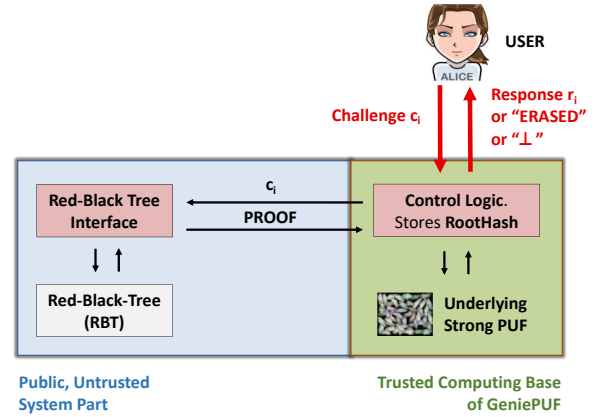 USER
ALICE
Challenge cᵢ
Response rᵢ
or “ERASED”
or “⊥”
Red-Black Tree
Interface
cᵢ
PROOF
Control Logic.
Stores RootHash
Red-Black-Tree
(RBT)
Underlying
Strong PUF
Public, Untrusted
System Part
Trusted Computing Base
of GeniePUF